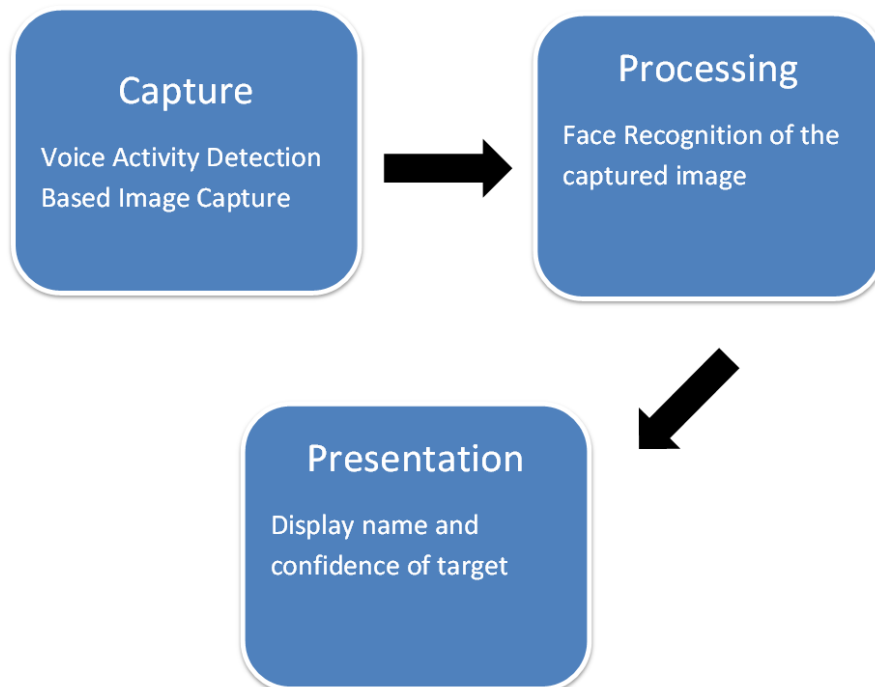 Capture
Voice Activity Detection
Based Image Capture
Processing
Face Recognition of the
captured image
Presentation
Display name and
confidence of target